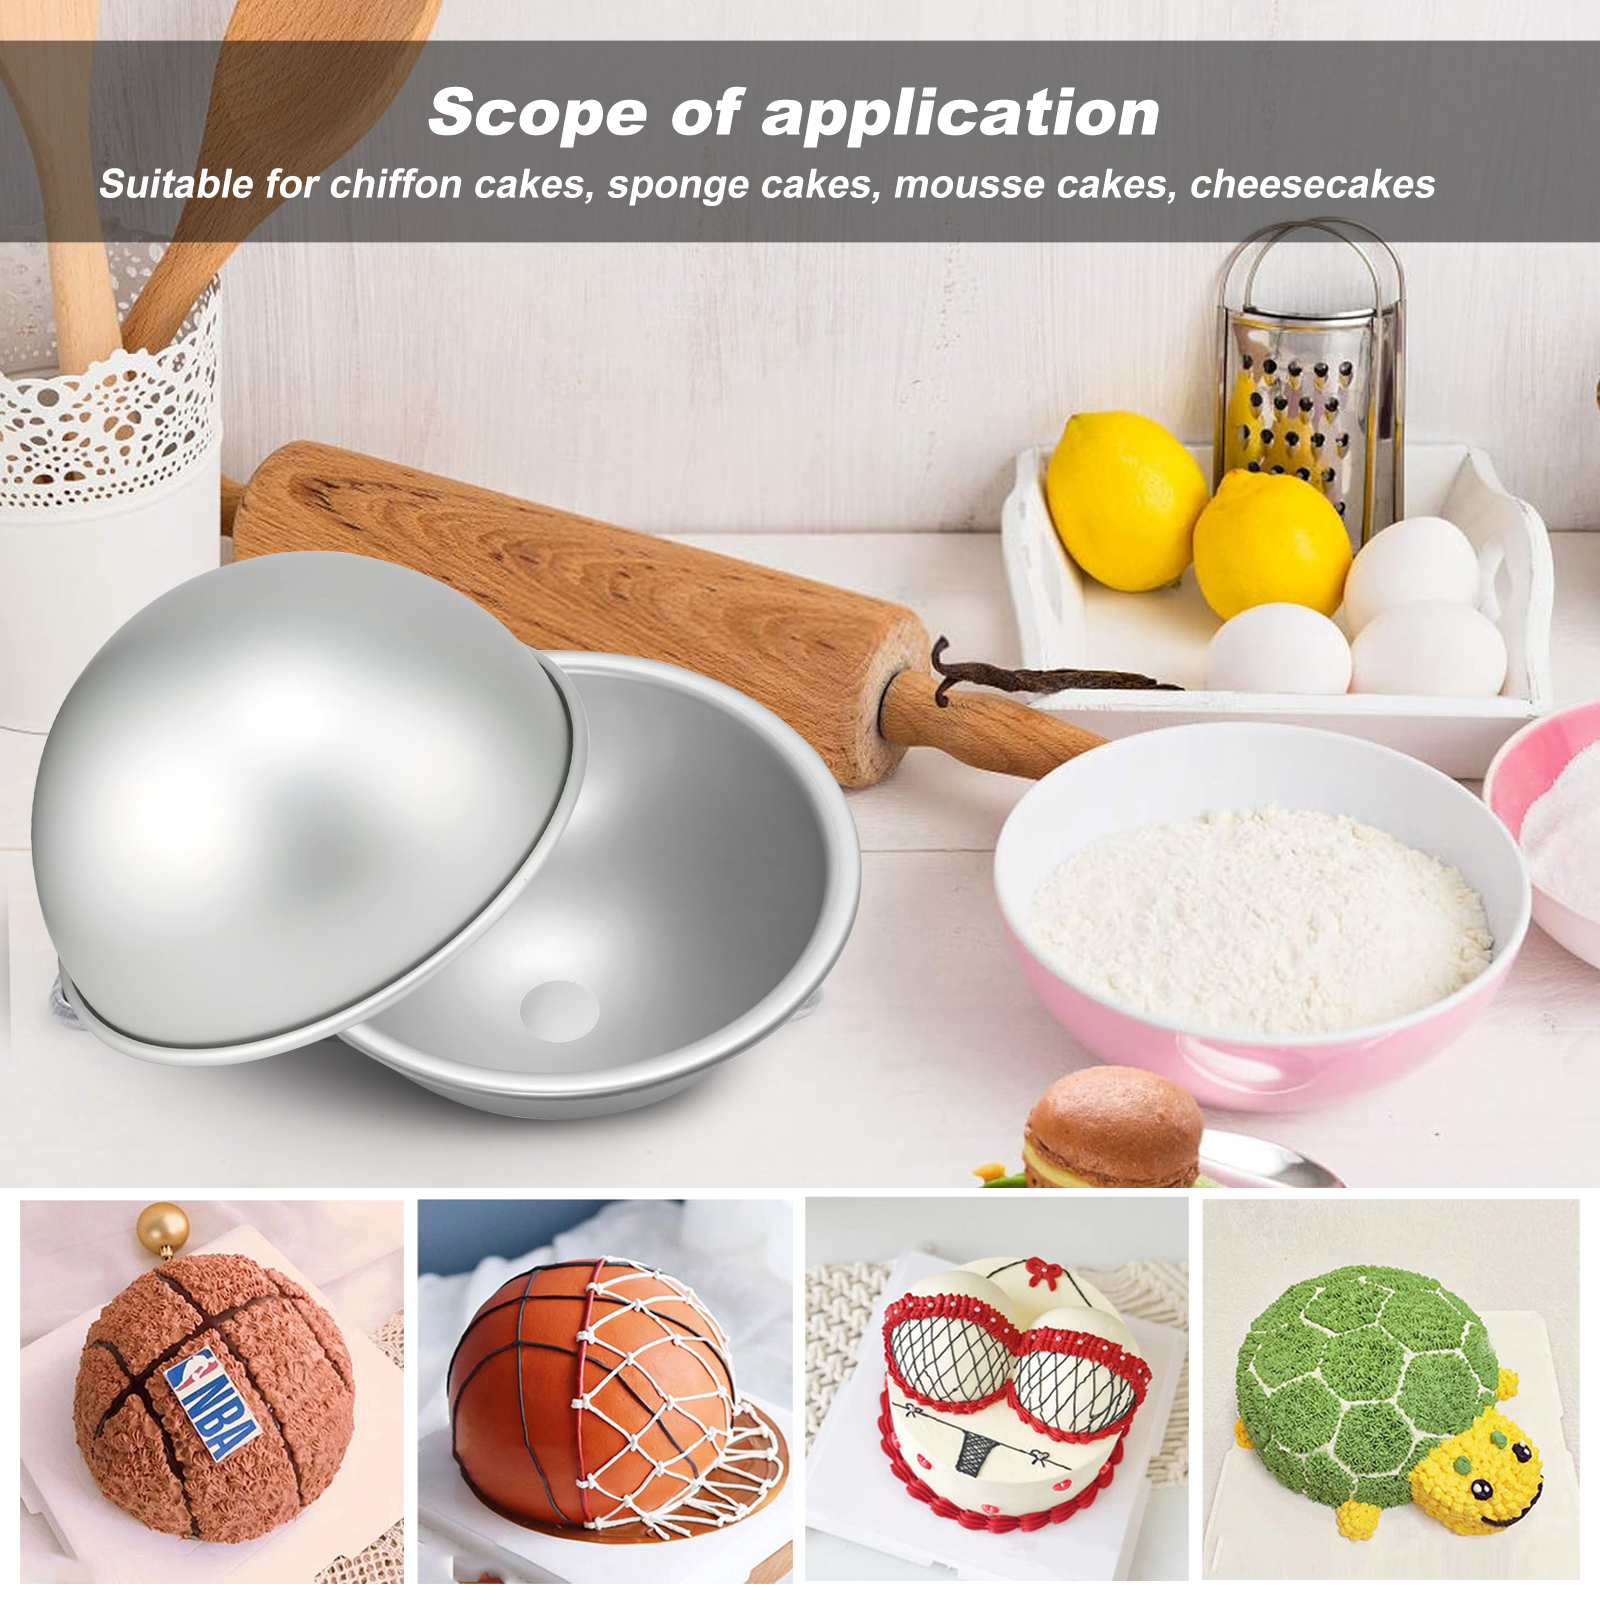 Scope of application
Suitable for chiffon cakes, sponge cakes, mousse cakes, cheesecakes
NBA